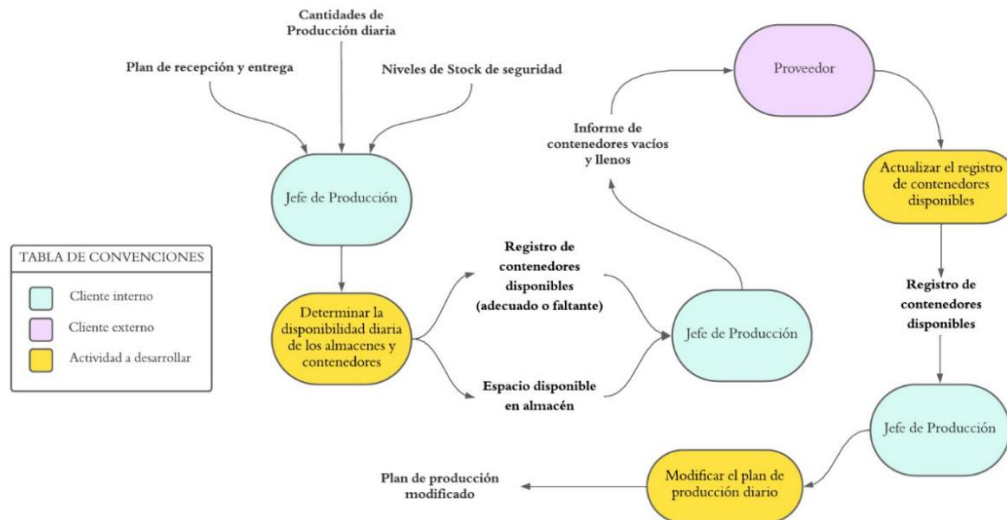 Cantidades de
Producción diaria
Plan de recepción y entrega
Niveles de Stock de seguridad
Jefe de Producción
Proveedor
Informe de
contenedores vacíos
y llenos
Actualizar el registro
de contenedores
disponibles
TABLA DE CONVENCIONES
Cliente interno
Cliente externo
Actividad a desarrollar
Determinar la
disponibilidad diaria
de los almacenes y
contenedores
Registro de
contenedores
disponibles
(adecuado o faltante)
Espacio disponible
en almacén
Jefe de Producción
Registro de
contenedores
disponibles
Jefe de Producción
Modificar el plan de
producción diario
Plan de producción
modificado